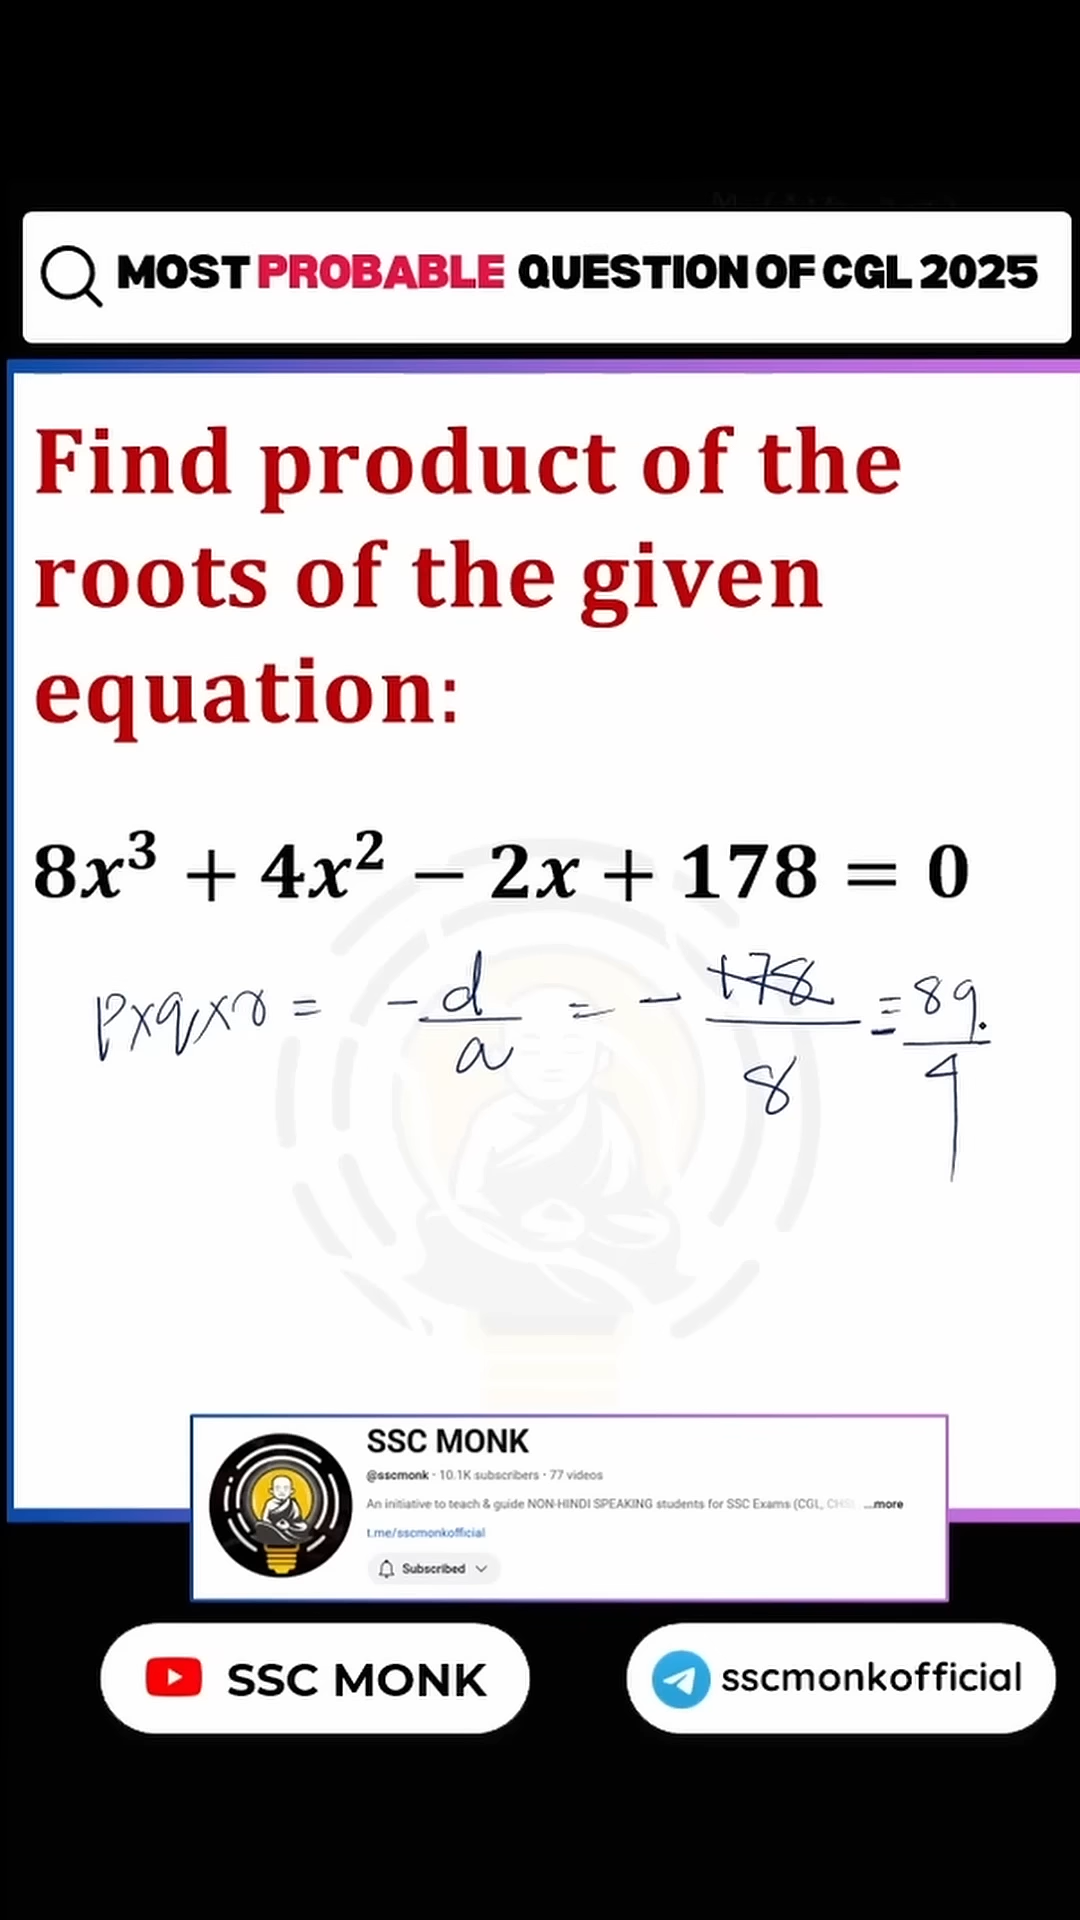 MOST PROBABLE QUESTION OF CGL 2025
Find product of the
roots of the given
equation:
8x³ + 4x² − 2x + 178 = 0
p×q×r = -d/a = - 178/8 = 89/4
SSC MONK
@sscmonk · 10.1K subscribers · 77 videos
An initiative to teach & guide NON-HINDI SPEAKING students for SSC Exams (CGL, CHS ...more
t.me/sscmonkofficial
Subscribed
SSC MONK
sscmonkofficial